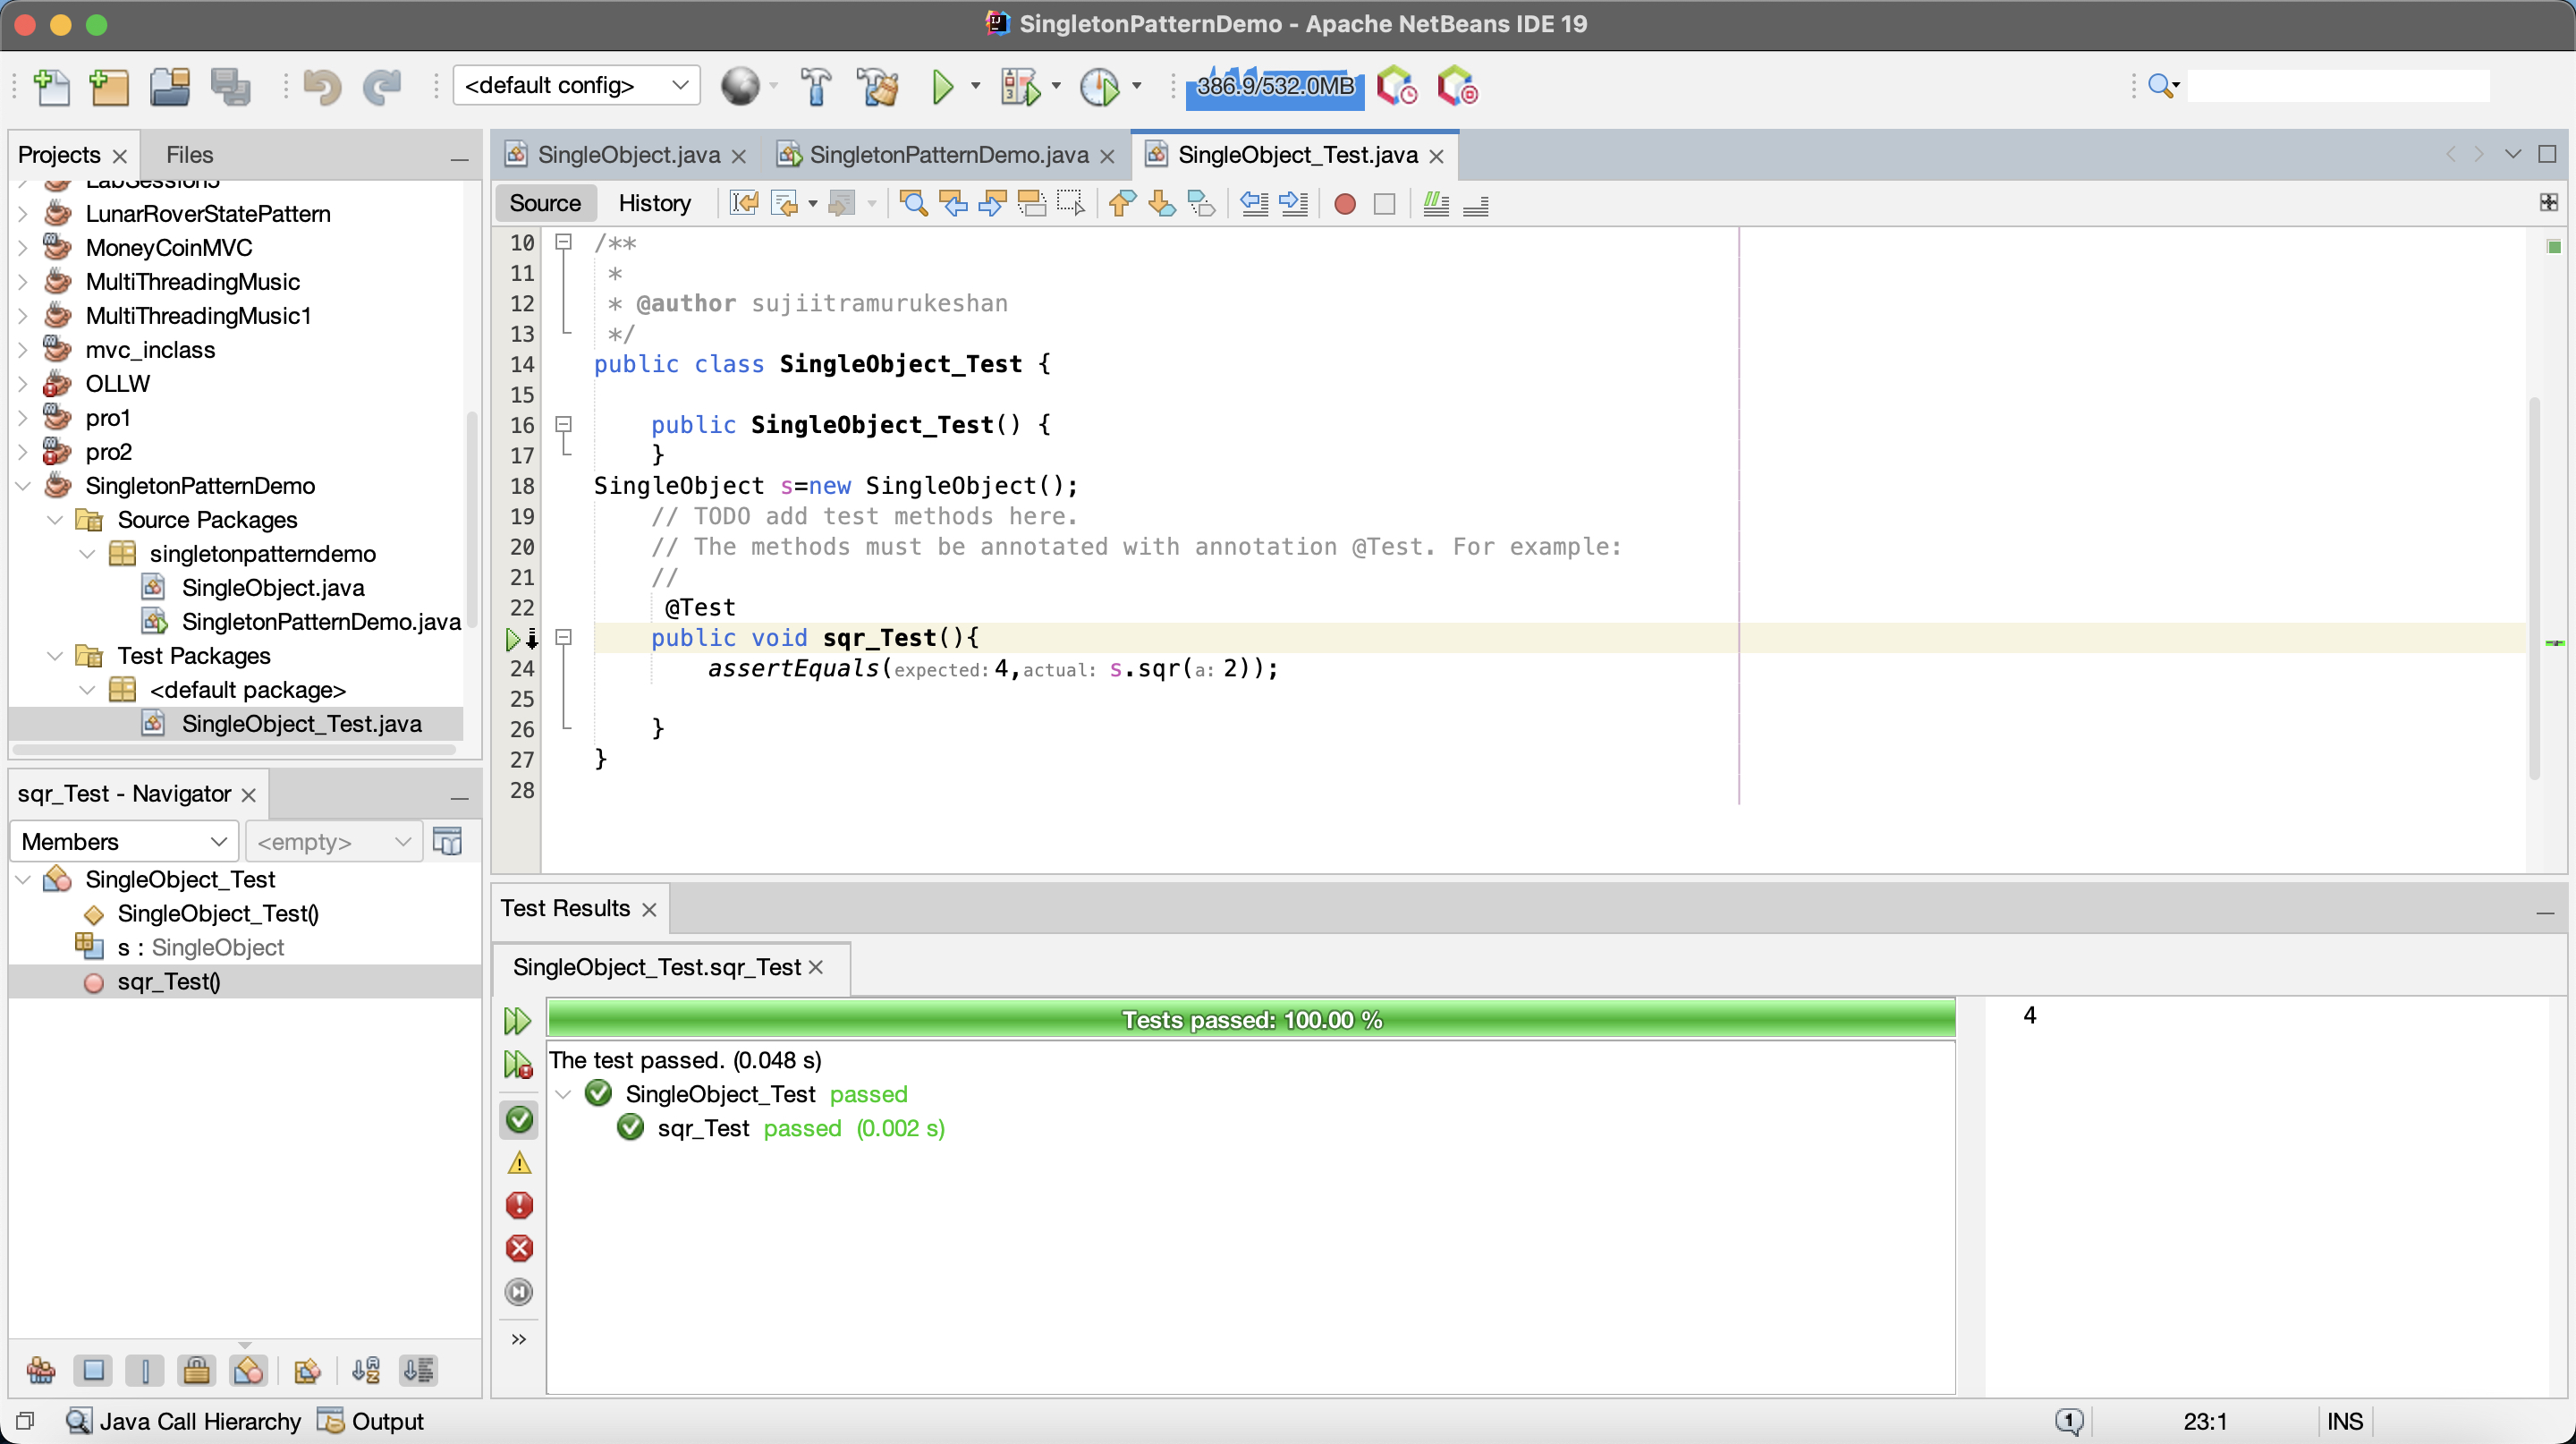 SingletonPatternDemo - Apache NetBeans IDE 19
<default config>
386.9/532.0MB
Projects
Files
LabSession3
LunarRoverStatePattern
MoneyCoinMVC
MultiThreadingMusic
MultiThreadingMusic1
mvc_inclass
OLLW
pro1
pro2
SingletonPatternDemo
Source Packages
singletonpatterndemo
SingleObject.java
SingletonPatternDemo.java
Test Packages
<default package>
SingleObject_Test.java
sqr_Test - Navigator
Members
<empty>
SingleObject_Test
SingleObject_Test()
s : SingleObject
sqr_Test()
SingleObject.java
SingletonPatternDemo.java
SingleObject_Test.java
Source
History
10 /**
11 *
12 * @author sujiitramurukeshan
13 */
14 public class SingleObject_Test {
15
16 public SingleObject_Test() {
17 }
18 SingleObject s=new SingleObject();
19 // TODO add test methods here.
20 // The methods must be annotated with annotation @Test. For example:
21 //
22 @Test
public void sqr_Test(){
24 assertEquals(expected: 4,actual: s.sqr(a: 2));
25
26 }
27 }
28
Test Results
SingleObject_Test.sqr_Test
Tests passed: 100.00 %
The test passed. (0.048 s)
SingleObject_Test passed
sqr_Test passed (0.002 s)
4
Java Call Hierarchy
Output
1
23:1
INS